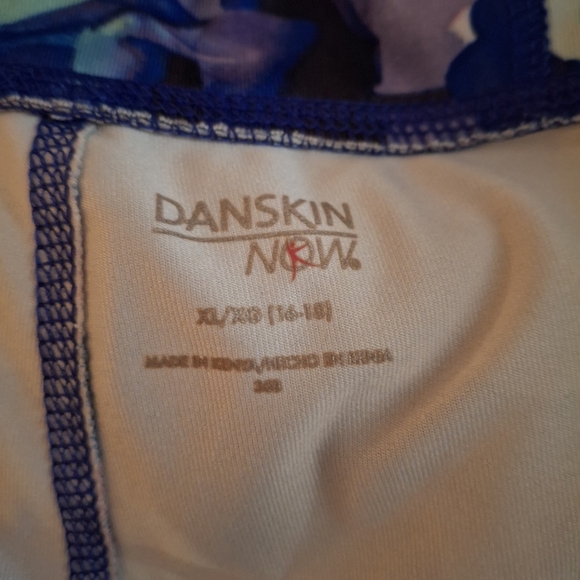 DANSKIN
NOW®
XL/XG (16-18)
MADE IN KENYA/HECHO EN KENIA